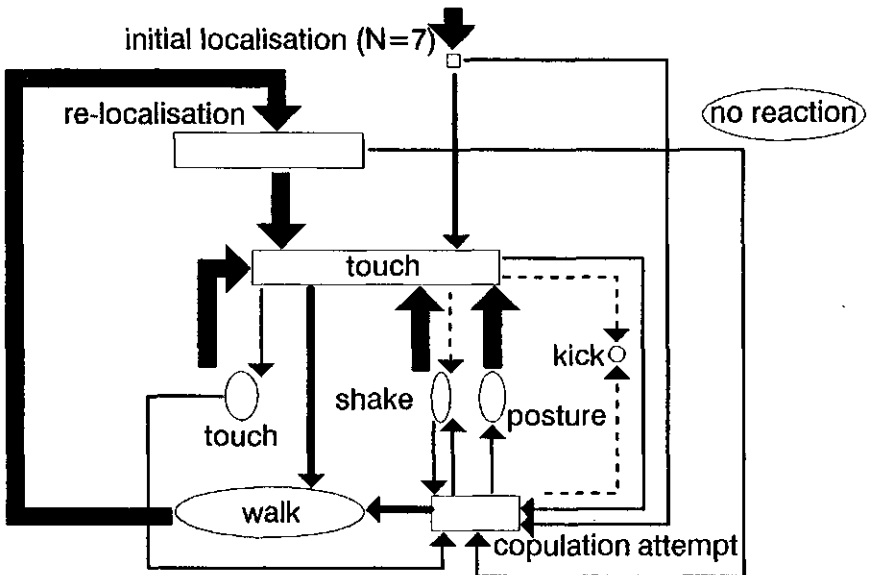 initial localisation (N=7)
re-localisation
no reaction
touch
kick
shake
posture
touch
walk
copulation attempt